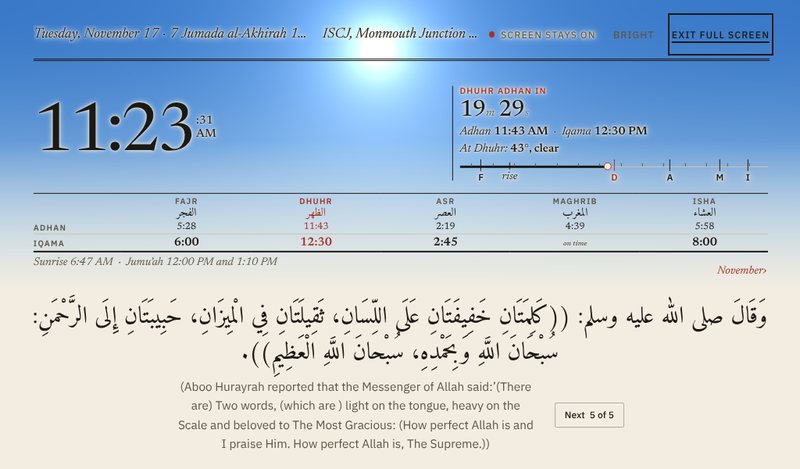 Tuesday, November 17 · 7 Jumada al-Akhirah 1...
ISCJ, Monmouth Junction ...
SCREEN STAYS ON
BRIGHT
EXIT FULL SCREEN
11:23 :31 AM
DHUHR ADHAN IN
19m 29s
Adhan 11:43 AM · Iqama 12:30 PM
At Dhuhr: 43°, clear
F rise D A M I
FAJR DHUHR ASR MAGHRIB ISHA
الفجر الظهر العصر المغرب العشاء
ADHAN 5:28 11:43 2:19 4:39 5:58
IQAMA 6:00 12:30 2:45 on time 8:00
Sunrise 6:47 AM · Jumu'ah 12:00 PM and 1:10 PM
November›
وَقَالَ صلى الله عليه وسلم: ((كَلِمَتَانِ خَفِيفَتَانِ عَلَى اللِّسَانِ، ثَقِيلَتَانِ فِي الْمِيزَانِ، حَبِيبَتَانِ إِلَى الرَّحْمَنِ:
سُبْحَانَ اللَّهِ وَبِحَمْدِهِ، سُبْحانَ اللَّهِ الْعَظِيمِ)).
(Aboo Hurayrah reported that the Messenger of Allah said:'(There
are) Two words, (which are ) light on the tongue, heavy on the
Scale and beloved to The Most Gracious: (How perfect Allah is and
I praise Him. How perfect Allah is, The Supreme.))
Next 5 of 5